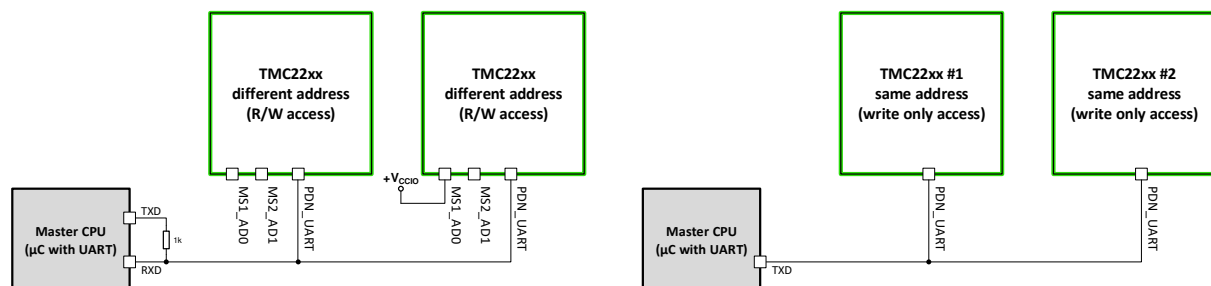 TMC22xx
different address
(R/W access)
TMC22xx
different address
(R/W access)
+VCCIO
MS1_AD0
MS2_AD1
PDN_UART
MS1_AD0
MS2_AD1
PDN_UART
Master CPU
(µC with UART)
TXD
1k
RXD
TMC22xx #1
same address
(write only access)
TMC22xx #2
same address
(write only access)
PDN_UART
PDN_UART
Master CPU
(µC with UART)
TXD